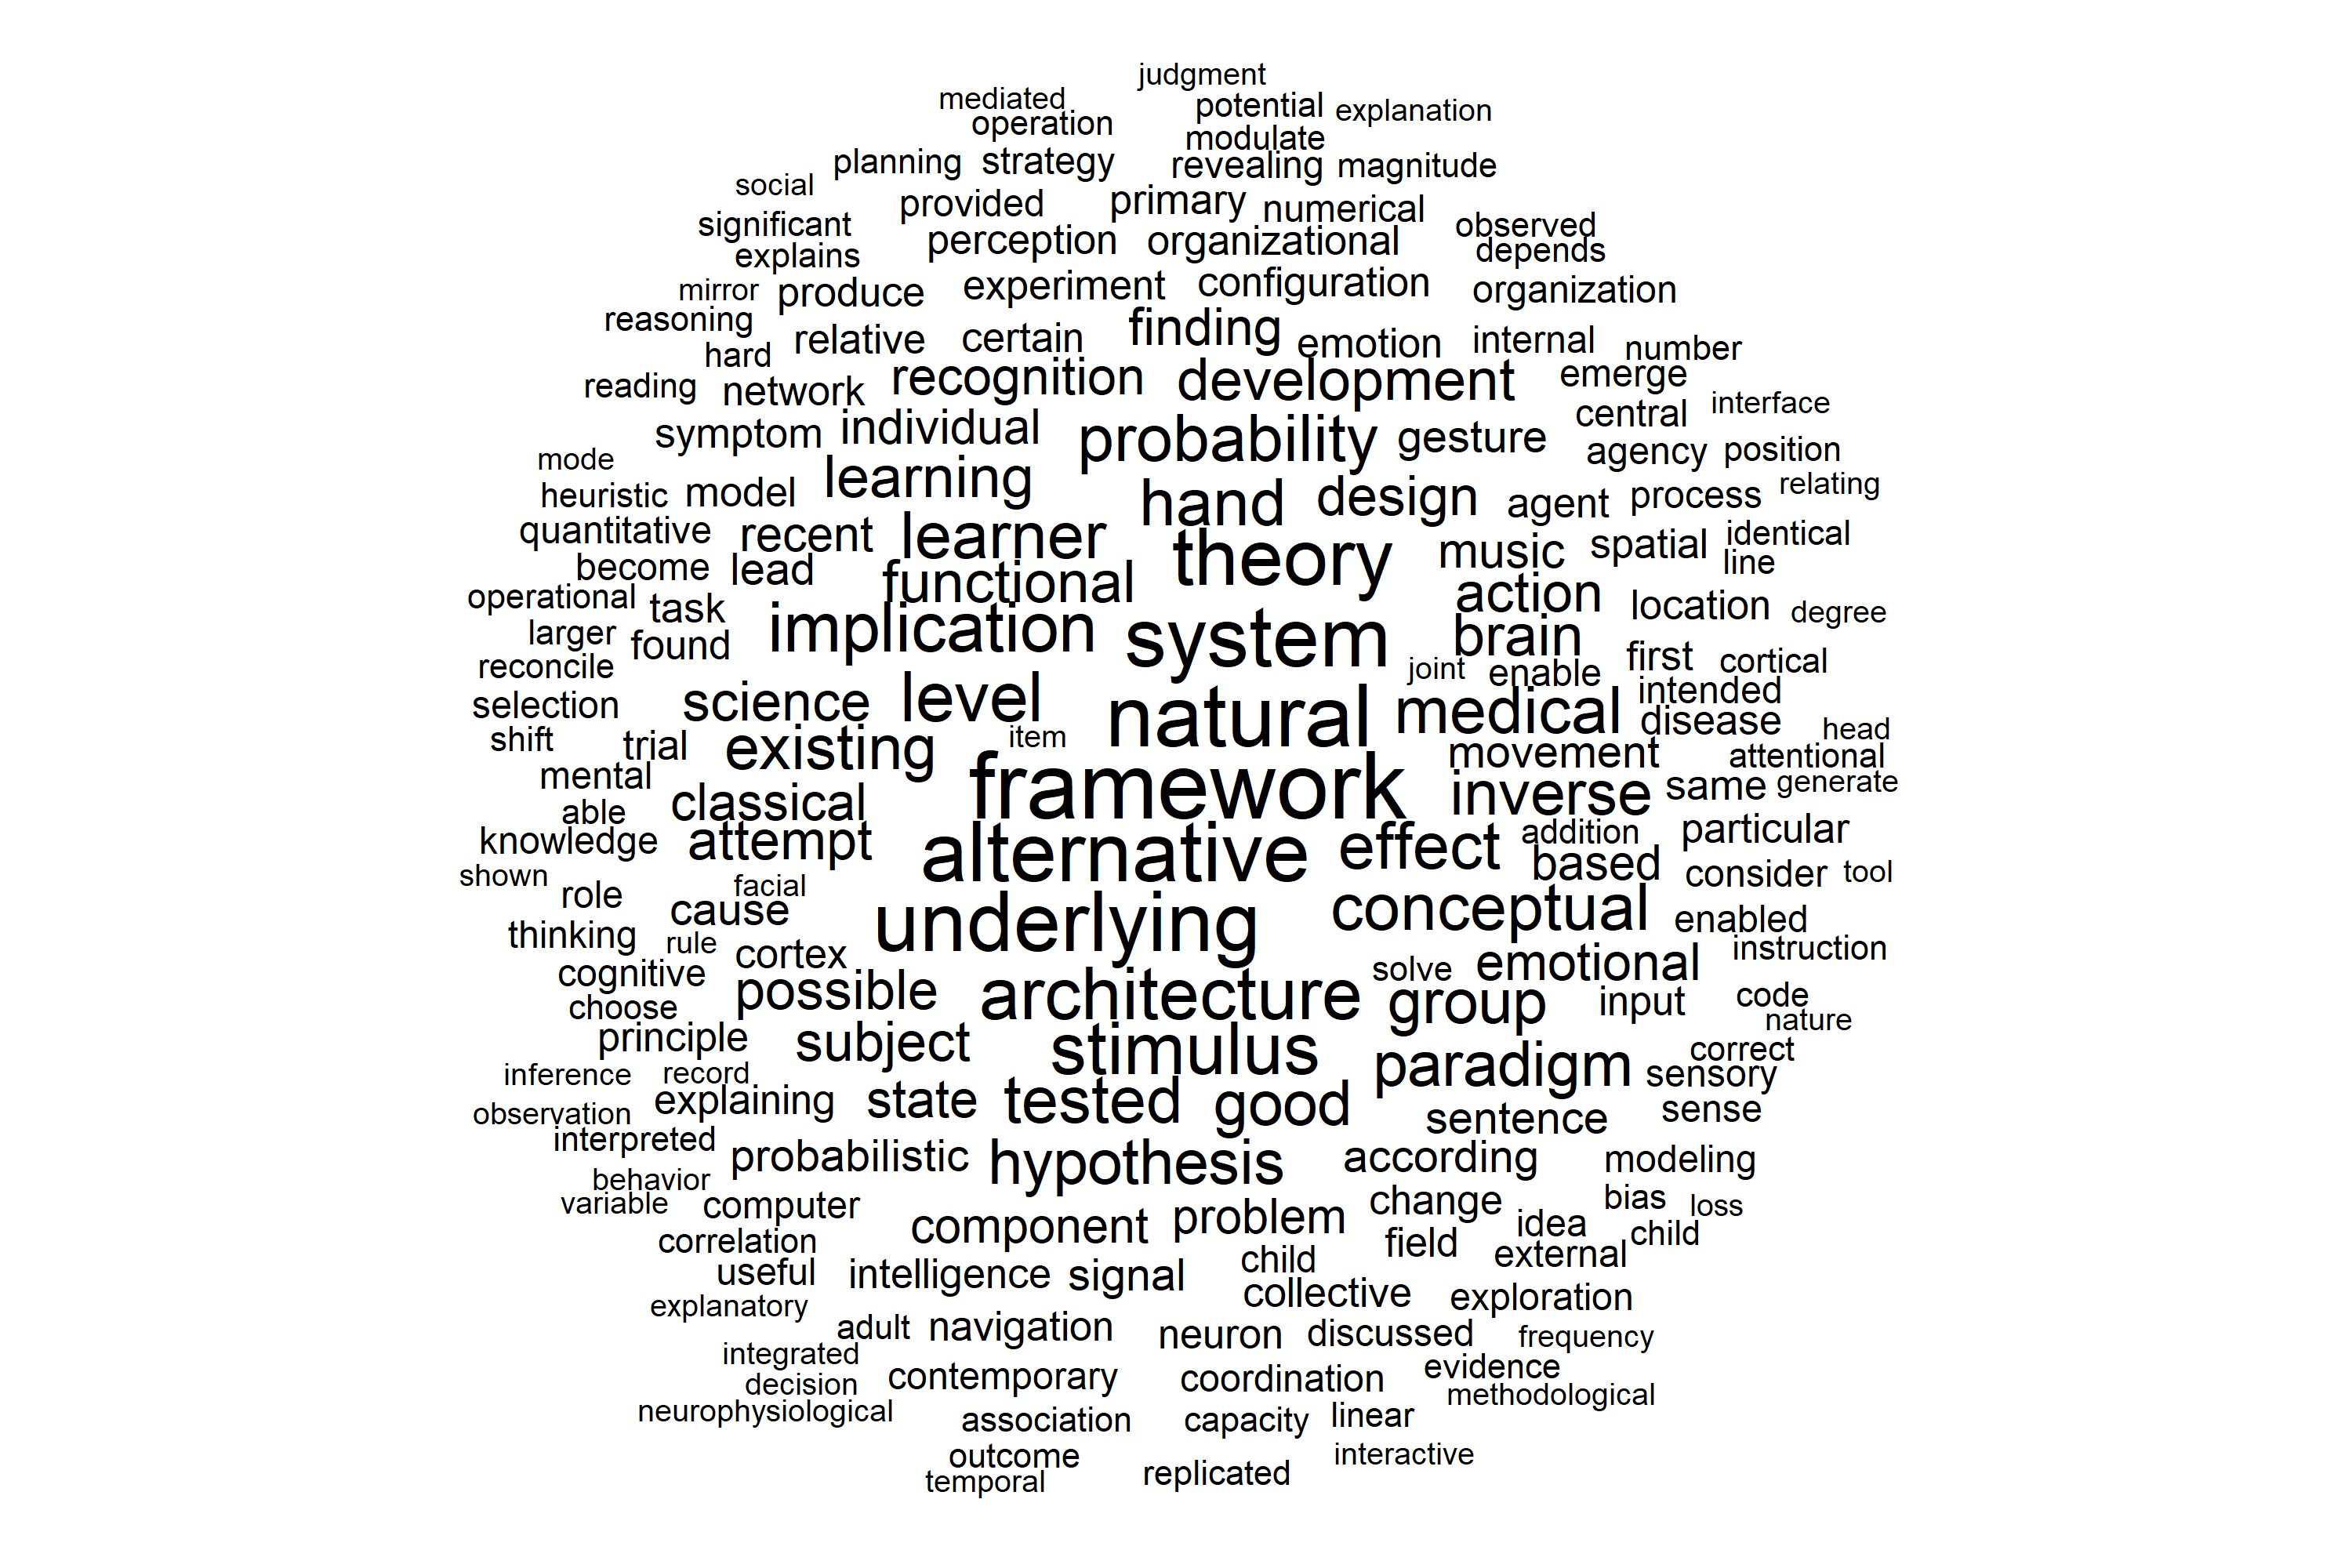 judgment
mediated
potential explanation
operation
modulate
planning strategy revealing magnitude
social
provided primary numerical
significant observed
perception organizational depends
explains
mirror produce experiment configuration organization
reasoning
relative certain finding emotion internal number
hard
reading network recognition development emerge
central interface
symptom individual probability gesture agency position
mode
heuristic model learning hand design agent process relating
quantitative recent learner theory music spatial identical
become lead functional line
operational task action location degree
larger found implication system brain
reconcile joint enable first cortical
selection science level natural medical intended
disease
shift trial existing item movement head
attentional
mental framework inverse same generate
able classical
knowledge attempt alternative effect addition particular
based
shown facial consider tool
role cause underlying conceptual enabled
thinking rule cortex instruction
cognitive possible architecture solve emotional
choose group input code
nature
principle subject stimulus correct
inference record paradigm sensory
observation explaining state tested good sentence sense
interpreted probabilistic hypothesis according modeling
behavior
variable computer component problem change bias loss
idea
correlation field external child
useful intelligence signal child
collective exploration
explanatory
adult navigation neuron discussed frequency
integrated
decision contemporary coordination evidence
methodological
neurophysiological association capacity linear
outcome interactive
temporal replicated